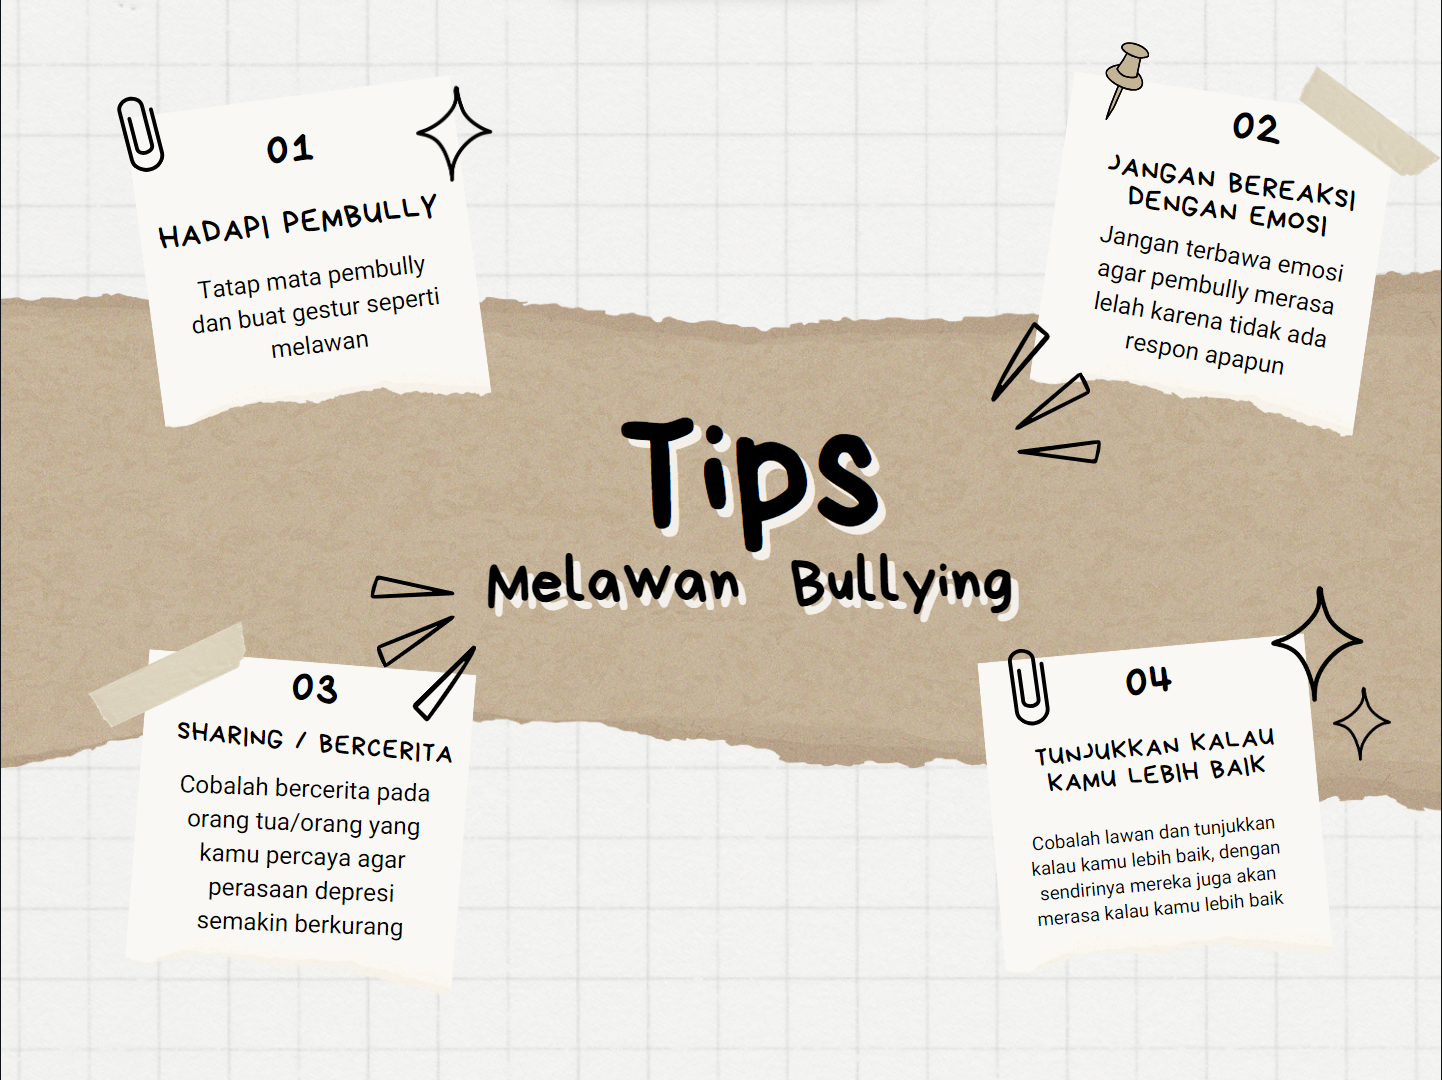 01
HADAPI PEMBULLY
Tatap mata pembully
dan buat gestur seperti
melawan
02
JANGAN BEREAKSI
DENGAN EMOSI
Jangan terbawa emosi
agar pembully merasa
lelah karena tidak ada
respon apapun
Tips
Melawan Bullying
03
SHARING / BERCERITA
Cobalah bercerita pada
orang tua/orang yang
kamu percaya agar
perasaan depresi
semakin berkurang
04
TUNJUKKAN KALAU
KAMU LEBIH BAIK
Cobalah lawan dan tunjukkan
kalau kamu lebih baik, dengan
sendirinya mereka juga akan
merasa kalau kamu lebih baik